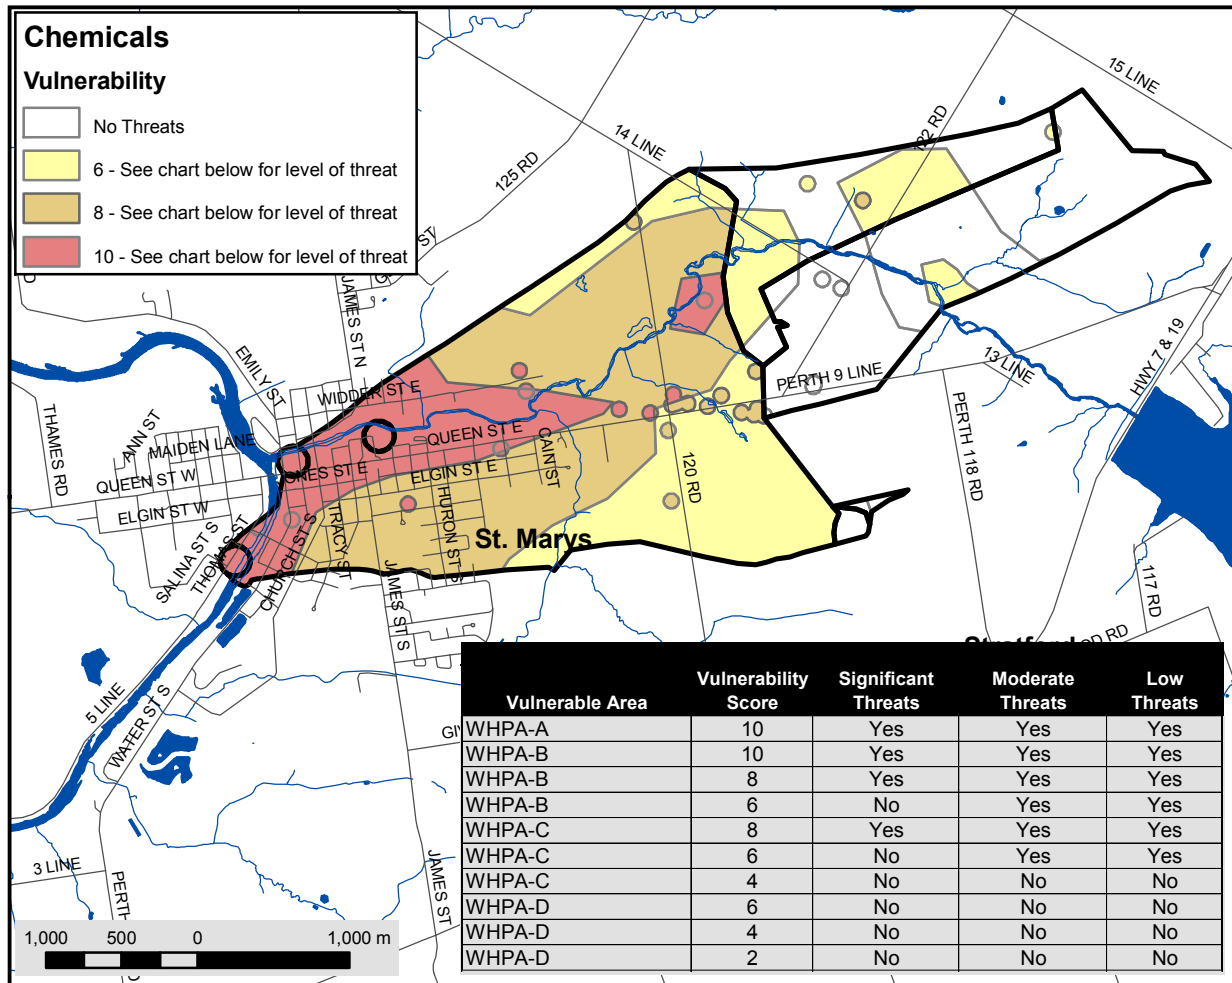 Chemicals
Vulnerability
No Threats
6 - See chart below for level of threat
8 - See chart below for level of threat
10 - See chart below for level of threat
15 LINE
14 LINE
122 RD
125 RD
ST
D
JAMES ST N
EMILY ST
WIDDER ST E
THAMES RD
ANN ST
MAIDEN LANE
QUEEN ST W
QUEEN ST E
JONES ST E
ELGIN ST E
ELGIN ST W
CAIN ST
HURON ST S
TRACY ST
CHURCH ST S
SALINA ST S
THOMAS ST
St. Marys
JAMES ST S
120 RD
PERTH 9 LINE
13 LINE
HWY 7 & 19
PERTH 118 RD
117 RD
OD RD
Stratford
5 LINE
WATER ST S
GIV
3 LINE
PERTH
JAMES ST
Vulnerable Area Vulnerability Score Significant Threats Moderate Threats Low Threats
WHPA-A 10 Yes Yes Yes
WHPA-B 10 Yes Yes Yes
WHPA-B 8 Yes Yes Yes
WHPA-B 6 No Yes Yes
WHPA-C 8 Yes Yes Yes
WHPA-C 6 No Yes Yes
WHPA-C 4 No No No
WHPA-D 6 No No No
WHPA-D 4 No No No
WHPA-D 2 No No No
1,000 500 0 1,000 m